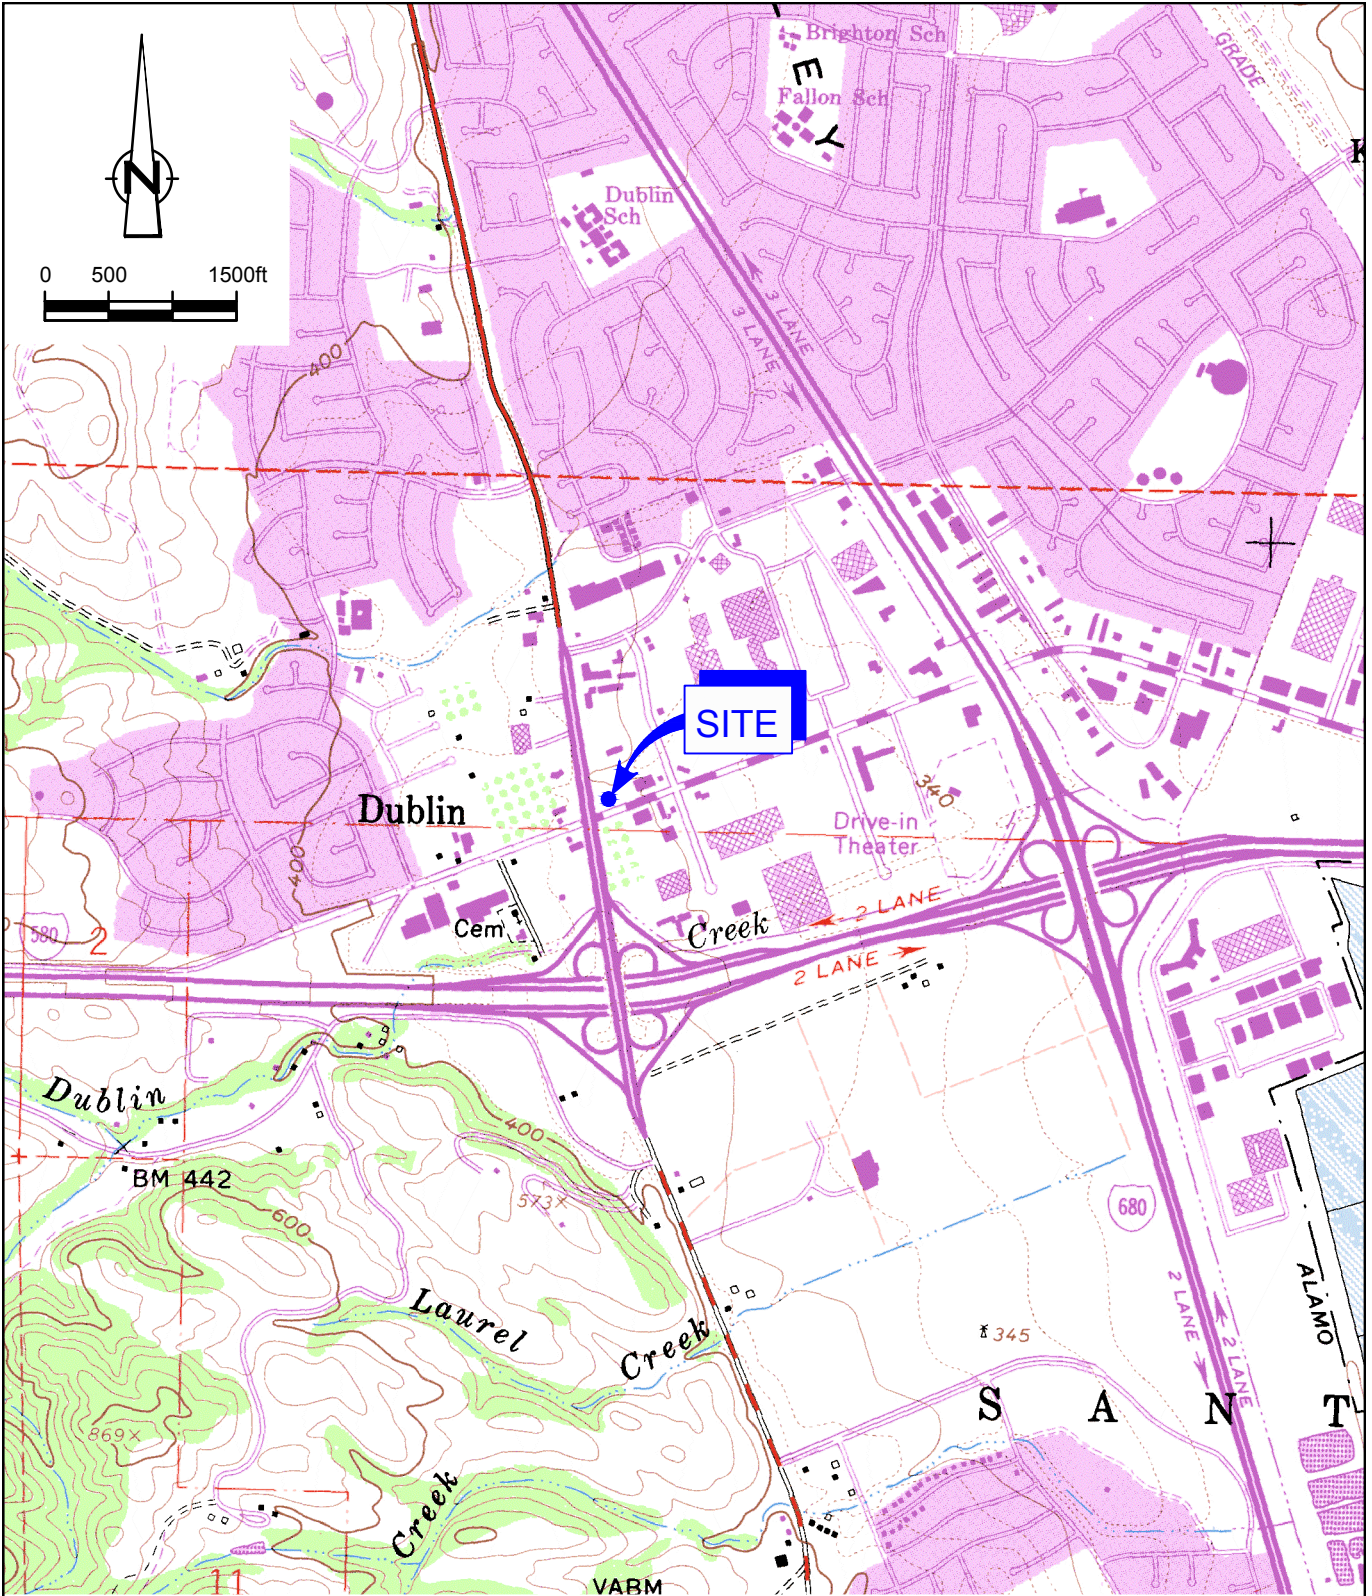 Brighton Sch
E
Fallon Sch
Y
GRADE
K
N
Dublin
Sch
0 500 1500ft
3 LANE
3 LANE
400
SITE
340
Dublin
Drive-in
Theater
400
2 LANE
Cem
Creek
580
2
2 LANE
Dublin
400
BM 442
573×
600
680
Laurel
Creek
345
2 LANE
2 LANE
ALAMO
S A N T
869×
Creek
11
VABM